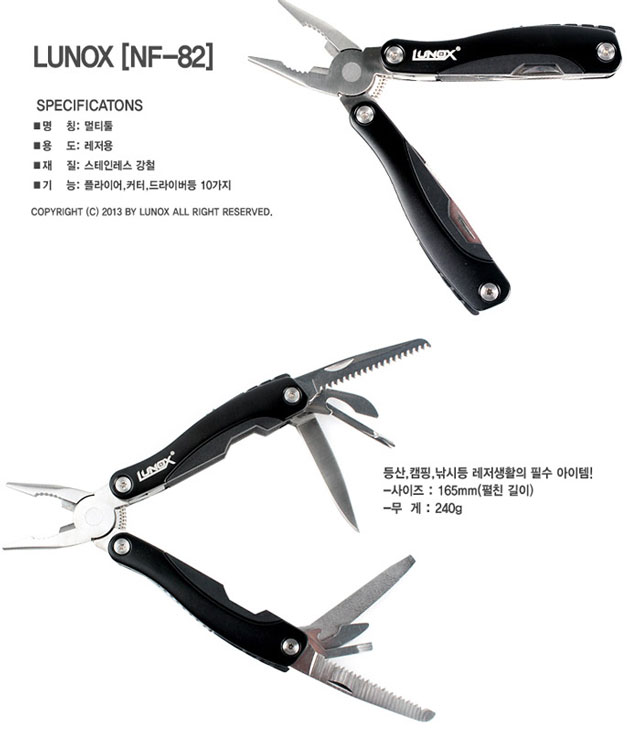 LUNOX [NF-82]
LUNOX®
SPECIFICATONS
■명 칭: 멀티툴
■용 도: 레저용
■재 질: 스테인레스 강철
■기 능: 플라이어,커터,드라이버등 10가지
COPYRIGHT (C) 2013 BY LUNOX ALL RIGHT RESERVED.
LUNOX®
등산,캠핑,낚시등 레저생활의 필수 아이템!
-사이즈 : 165mm(펼친 길이)
-무 게 : 240g